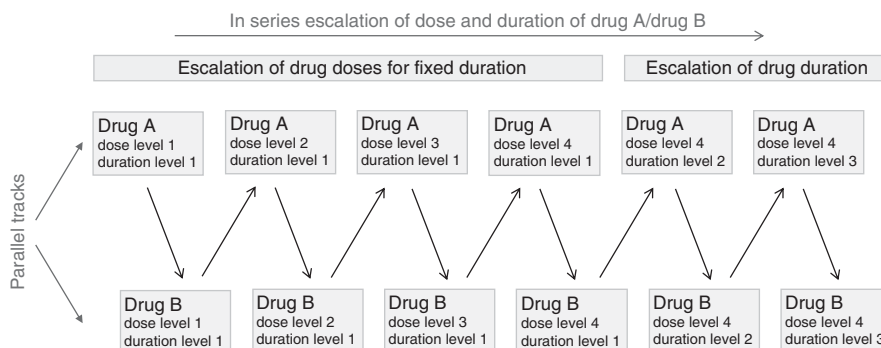 In series escalation of dose and duration of drug A/drug B
Escalation of drug doses for fixed duration
Escalation of drug duration
Parallel tracks
Drug A
dose level 1
duration level 1
Drug A
dose level 2
duration level 1
Drug A
dose level 3
duration level 1
Drug A
dose level 4
duration level 1
Drug A
dose level 4
duration level 2
Drug A
dose level 4
duration level 3
Drug B
dose level 1
duration level 1
Drug B
dose level 2
duration level 1
Drug B
dose level 3
duration level 1
Drug B
dose level 4
duration level 1
Drug B
dose level 4
duration level 2
Drug B
dose level 4
duration level 3